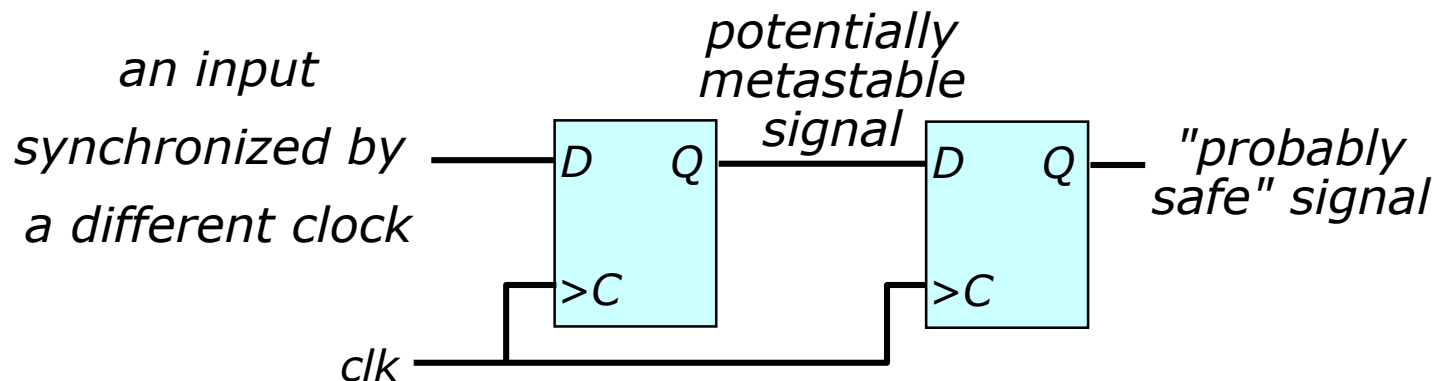 an input
synchronized by
a different clock
potentially
metastable
signal
D Q
>C
D Q
>C
"probably
safe" signal
clk